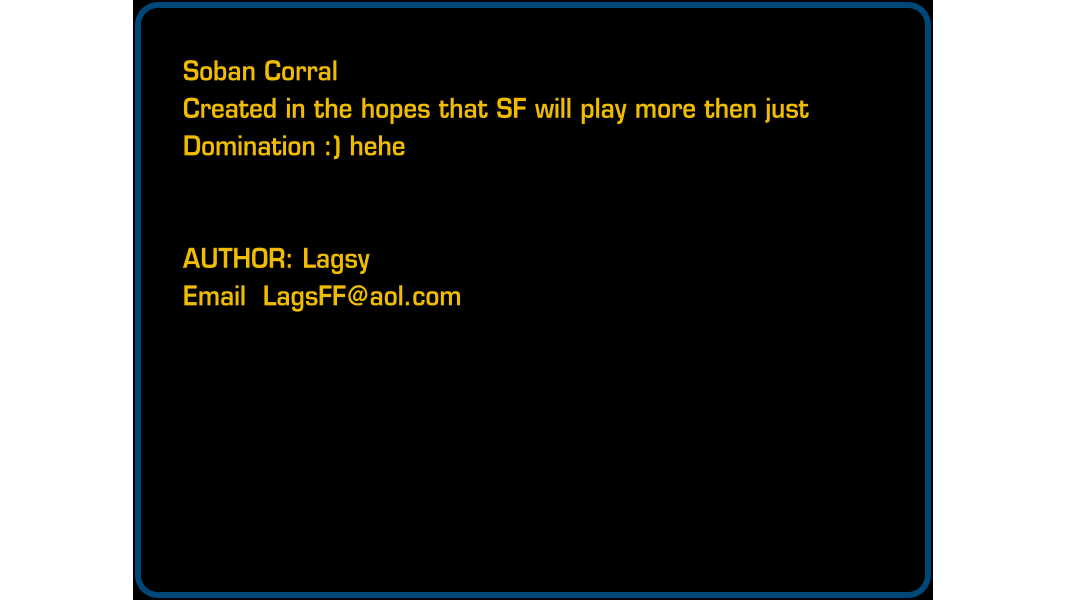 Soban Corral
Created in the hopes that SF will play more then just
Domination :) hehe
AUTHOR: Lagsy
Email  LagsFF@aol.com